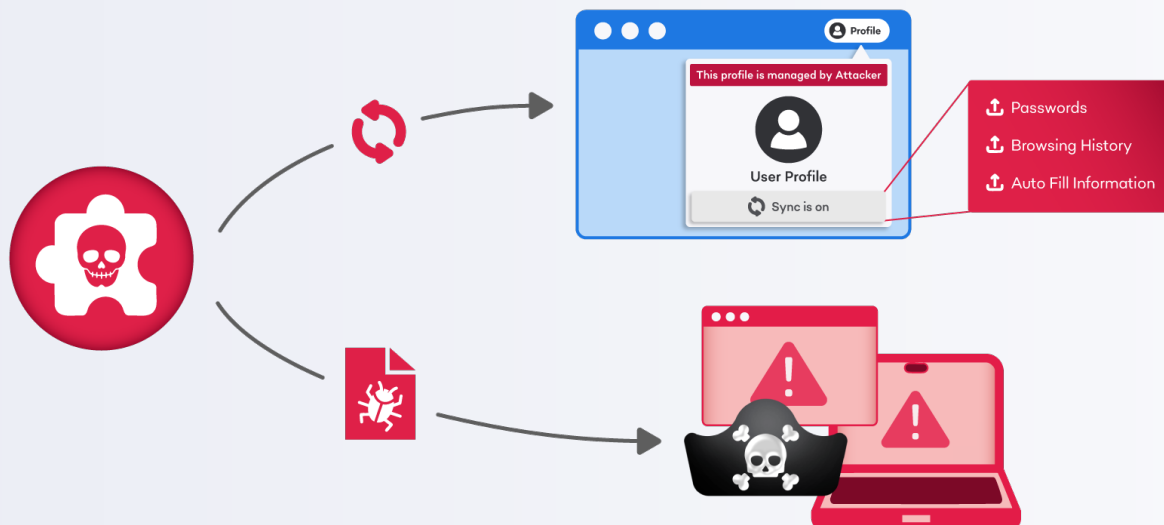 Profile
This profile is managed by Attacker
User Profile
Sync is on
Passwords
Browsing History
Auto Fill Information